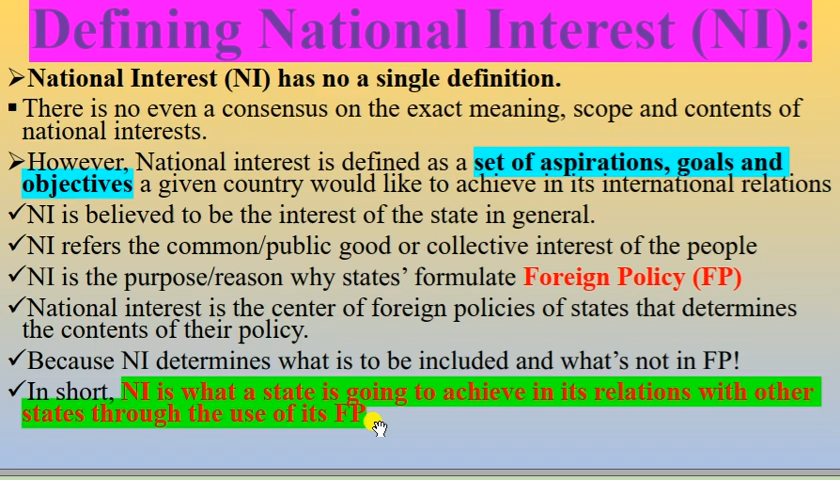 Defining National Interest (NI):
➢National Interest (NI) has no a single definition.
▪ There is no even a consensus on the exact meaning, scope and contents of
national interests.
➢However, National interest is defined as a set of aspirations, goals and
objectives a given country would like to achieve in its international relations
✓NI is believed to be the interest of the state in general.
✓NI refers the common/public good or collective interest of the people
✓NI is the purpose/reason why states’ formulate Foreign Policy (FP)
✓National interest is the center of foreign policies of states that determines
the contents of their policy.
✓Because NI determines what is to be included and what’s not in FP!
✓In short, NI is what a state is going to achieve in its relations with other
states through the use of its FP